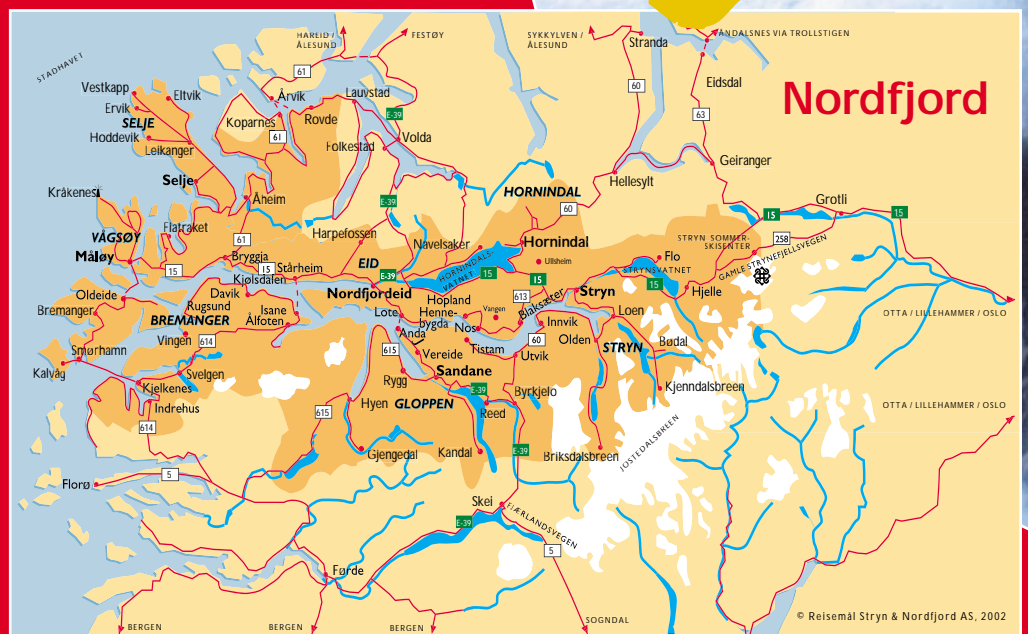 Nordfjord
HAREID /
ÅLESUND
FESTØY
SYKKYLVEN /
ÅLESUND
Stranda
ÅNDALSNES VIA TROLLSTIGEN
STADHAVET
61
60
Eidsdal
63
Vestkapp
Eltvik
Ervik
SELJE
Hoddevik
Leikanger
Årvik
Koparnes
61
Rovde
Lauvstad
E-39
Volda
Folkestad
Geiranger
Hellesylt
Selje
Kråkenes
Åheim
E-39
HORNINDAL
60
Grotli
15
15
VÅGSØY
Flatraket
61
Harpefossen
Navelsaker
Hornindal
Ullsheim
STRYN SOMMER-
SKISENTER
258
GAMLE STRYNEFJELLSVEGEN
Måløy
15
Bryggja
15
Stårheim
Kjølsdalen
EID
E-39
HORNINDALS-
VATNET
15
15
Flo
STRYNSVATNET
15
Hjelle
Oldeide
Bremanger
Davik
Rugsund
Isane
Ålfoten
BREMANGER
Nordfjordeid
Lote
Hopland
Henne-
bygda
Vangen
613
Blaksæter
Stryn
Loen
OTTA / LILLEHAMMER / OSLO
Vingen
614
Anda
Nos
Innvik
60
Olden
STRYN
Bødal
Smørhamn
Kalvåg
Svelgen
615
Vereide
Tistam
Utvik
Kjelkenes
Indrehus
Rygg
Sandane
E-39
Byrkjelo
Kjenndalsbreen
614
615
Hyen
GLOPPEN
Reed
OTTA / LILLEHAMMER / OSLO
Gjengedal
Kandal
E-39
Briksdalsbreen
JOSTEDALSBREEN
Florø
5
Skei
FJÆRLANDSVEGEN
E-39
5
Førde
BERGEN
BERGEN
BERGEN
SOGNDAL
© Reisemål Stryn & Nordfjord AS, 2002